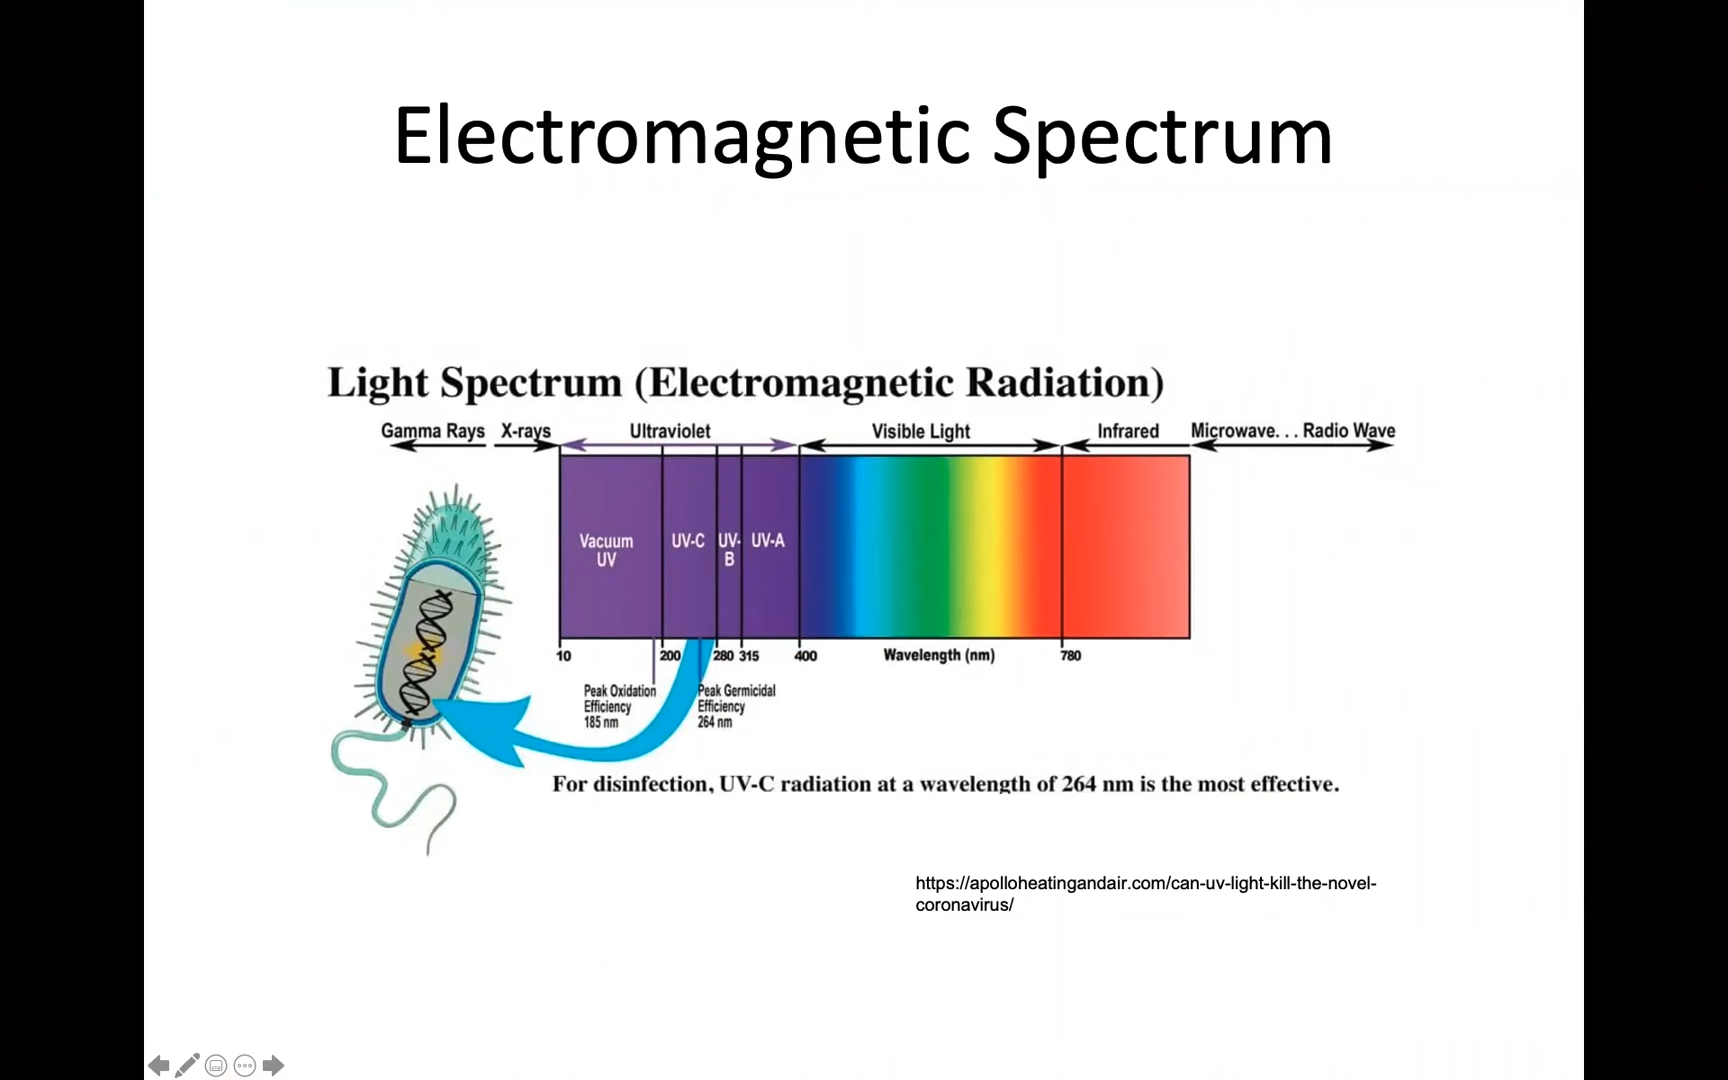 Electromagnetic Spectrum
Light Spectrum (Electromagnetic Radiation)
Gamma Rays X-rays Ultraviolet Visible Light Infrared Microwave. . . Radio Wave
Vacuum
UV
UV-C
UV-
B
UV-A
10 200 280 315 400 Wavelength (nm) 780
Peak Oxidation
Efficiency
185 nm
Peak Germicidal
Efficiency
264 nm
For disinfection, UV-C radiation at a wavelength of 264 nm is the most effective.
https://apolloheatingandair.com/can-uv-light-kill-the-novel-
coronavirus/